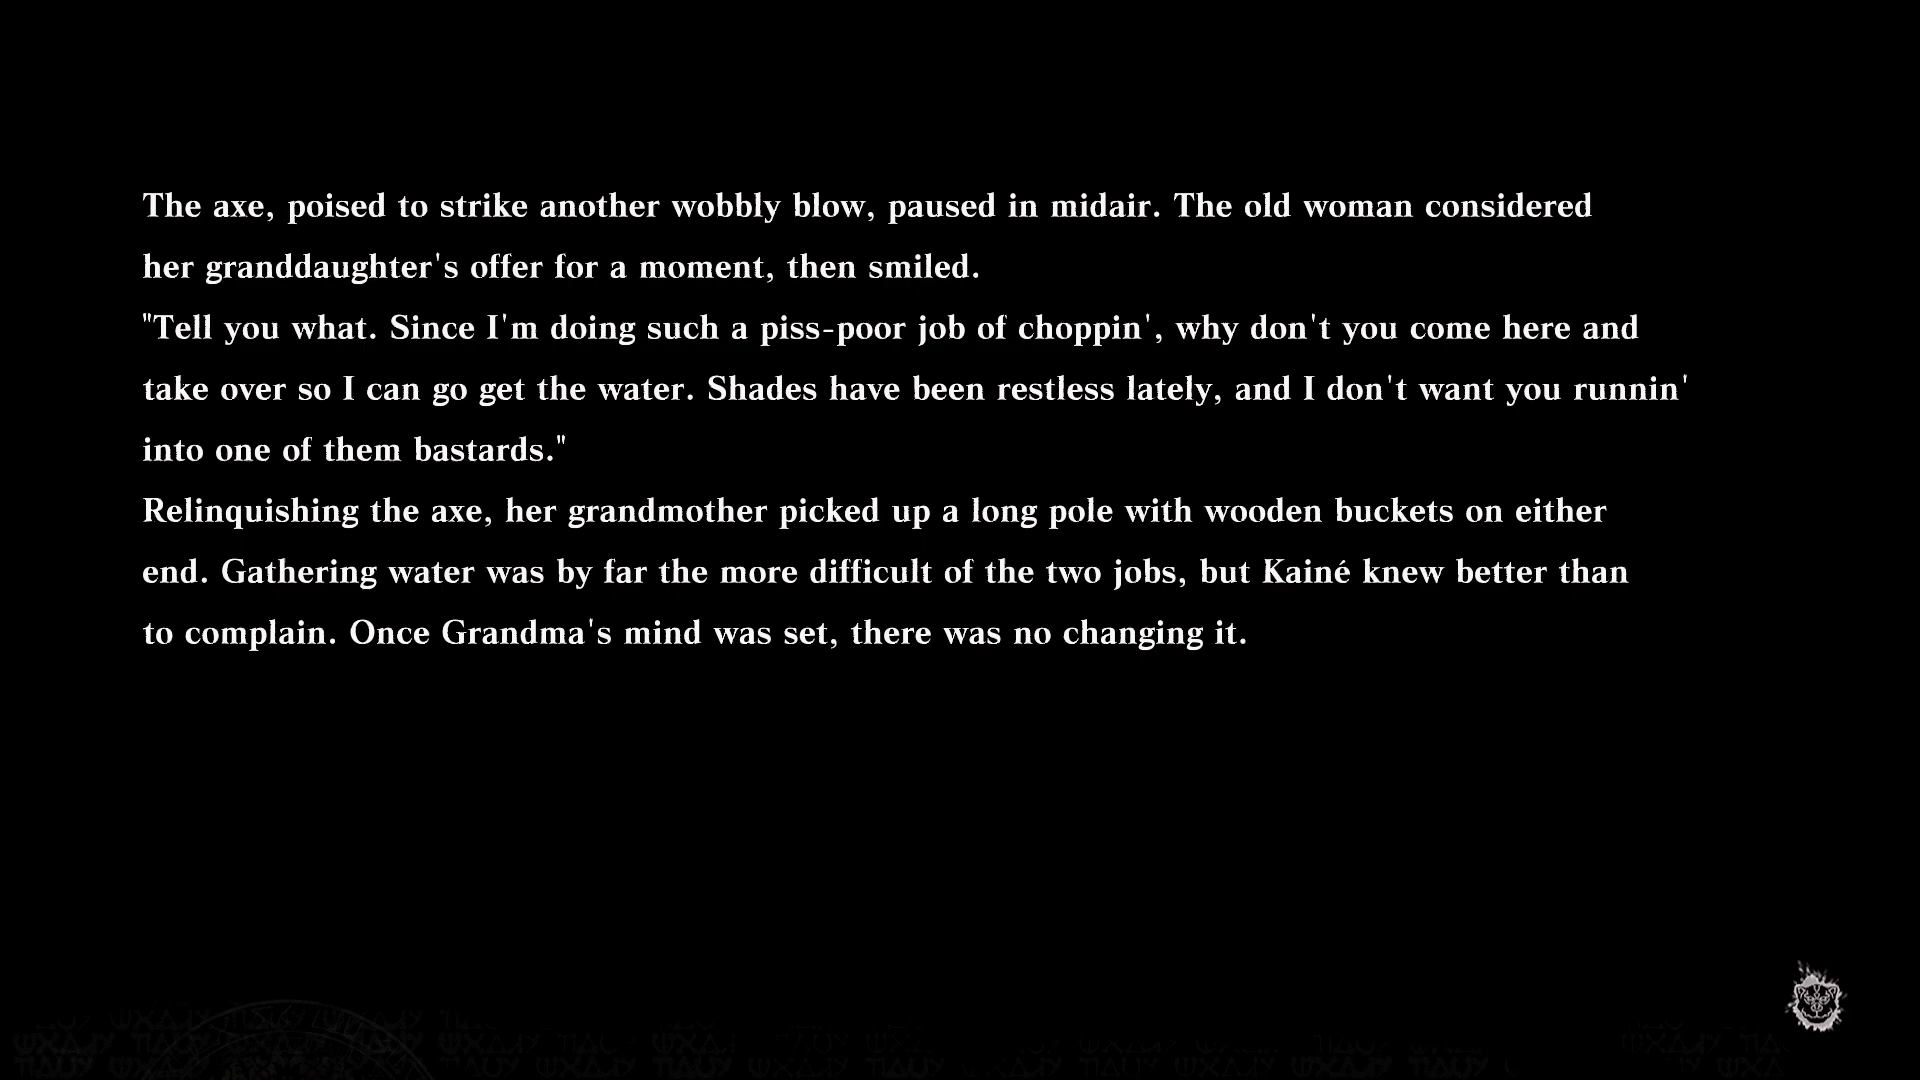 The axe, poised to strike another wobbly blow, paused in midair. The old woman considered
her granddaughter's offer for a moment, then smiled.
"Tell you what. Since I'm doing such a piss-poor job of choppin', why don't you come here and
take over so I can go get the water. Shades have been restless lately, and I don't want you runnin'
into one of them bastards."
Relinquishing the axe, her grandmother picked up a long pole with wooden buckets on either
end. Gathering water was by far the more difficult of the two jobs, but Kainé knew better than
to complain. Once Grandma's mind was set, there was no changing it.